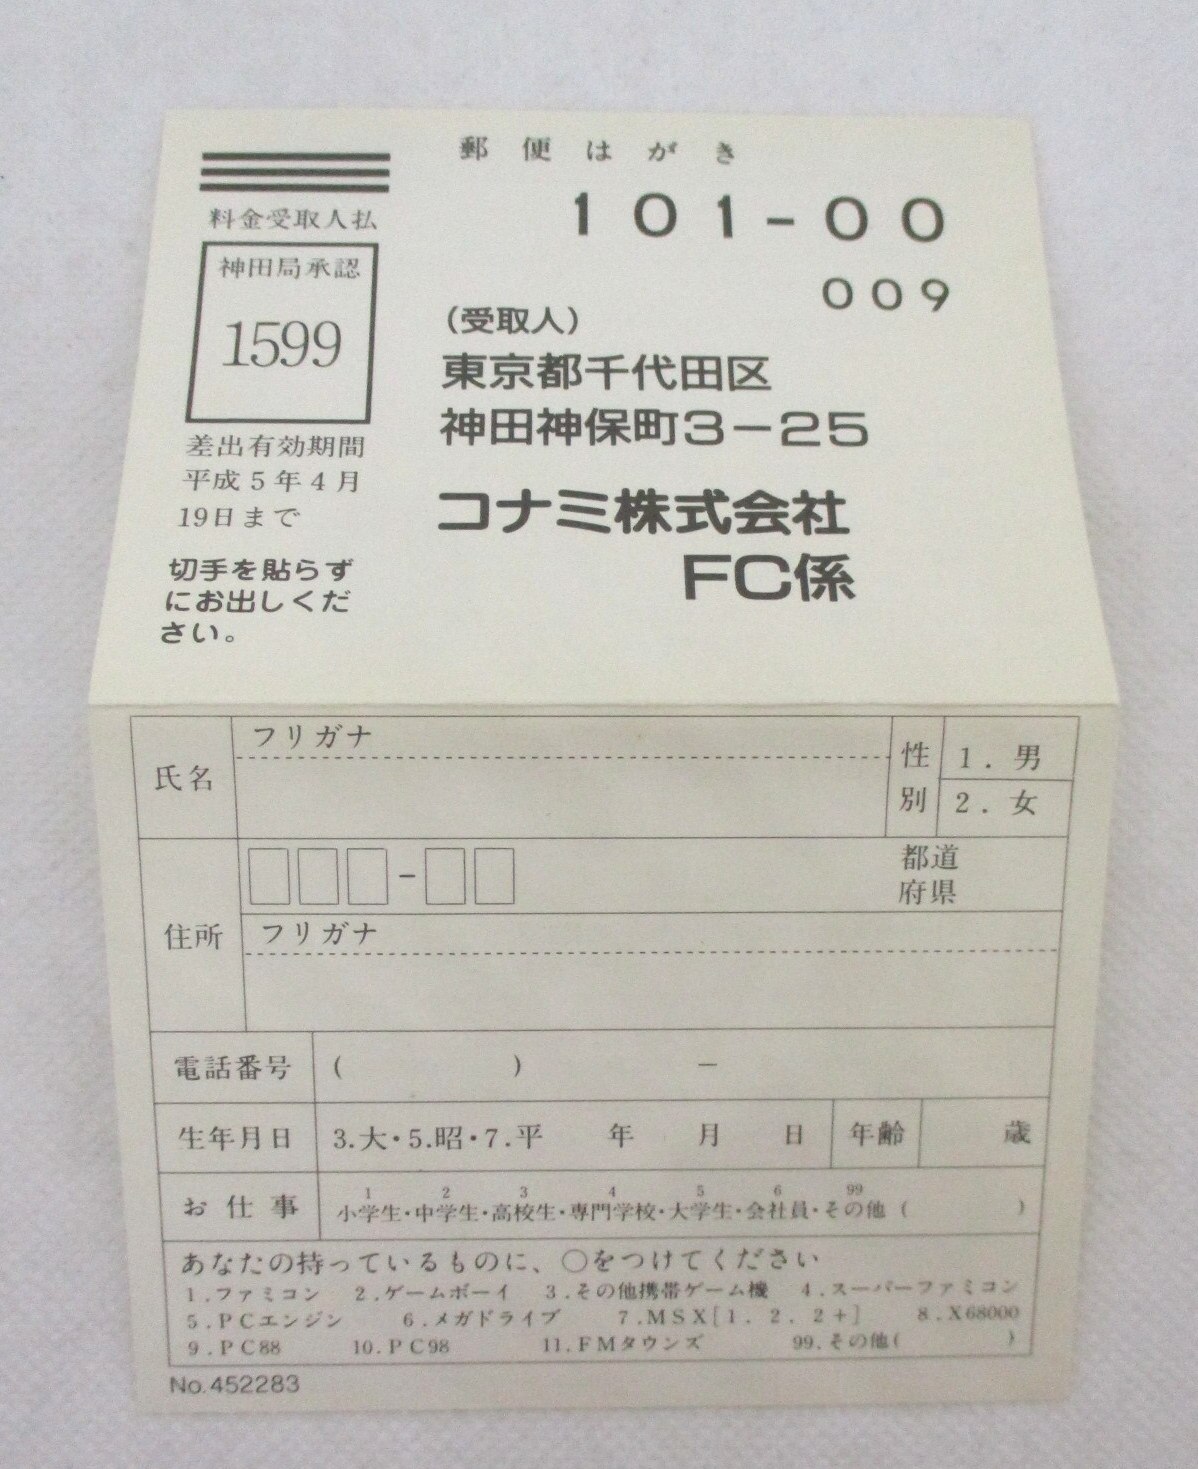 郵便はがき
101-00
009
料金受取人払
神田局承認
1599
差出有効期間
平成5年4月
19日まで
切手を貼らず
にお出しくだ
さい。
(受取人)
東京都千代田区
神田神保町3-25
コナミ株式会社
FC係
氏名
フリガナ
性別
1.男
2.女
住所
-
都道
府県
フリガナ
電話番号 ( ) -
生年月日 3.大・5.昭・7.平 年 月 日 年齢 歳
1 2 3 4 5 6 99
お仕事 小学生・中学生・高校生・専門学校・大学生・会社員・その他 ( )
あなたの持っているものに、○をつけてください
1.ファミコン 2.ゲームボーイ 3.その他携帯ゲーム機 4.スーパーファミコン
5.PCエンジン 6.メガドライブ 7.MSX[1.2.2+] 8.X68000
9.PC88 10.PC98 11.FMタウンズ 99.その他( )
No.452283